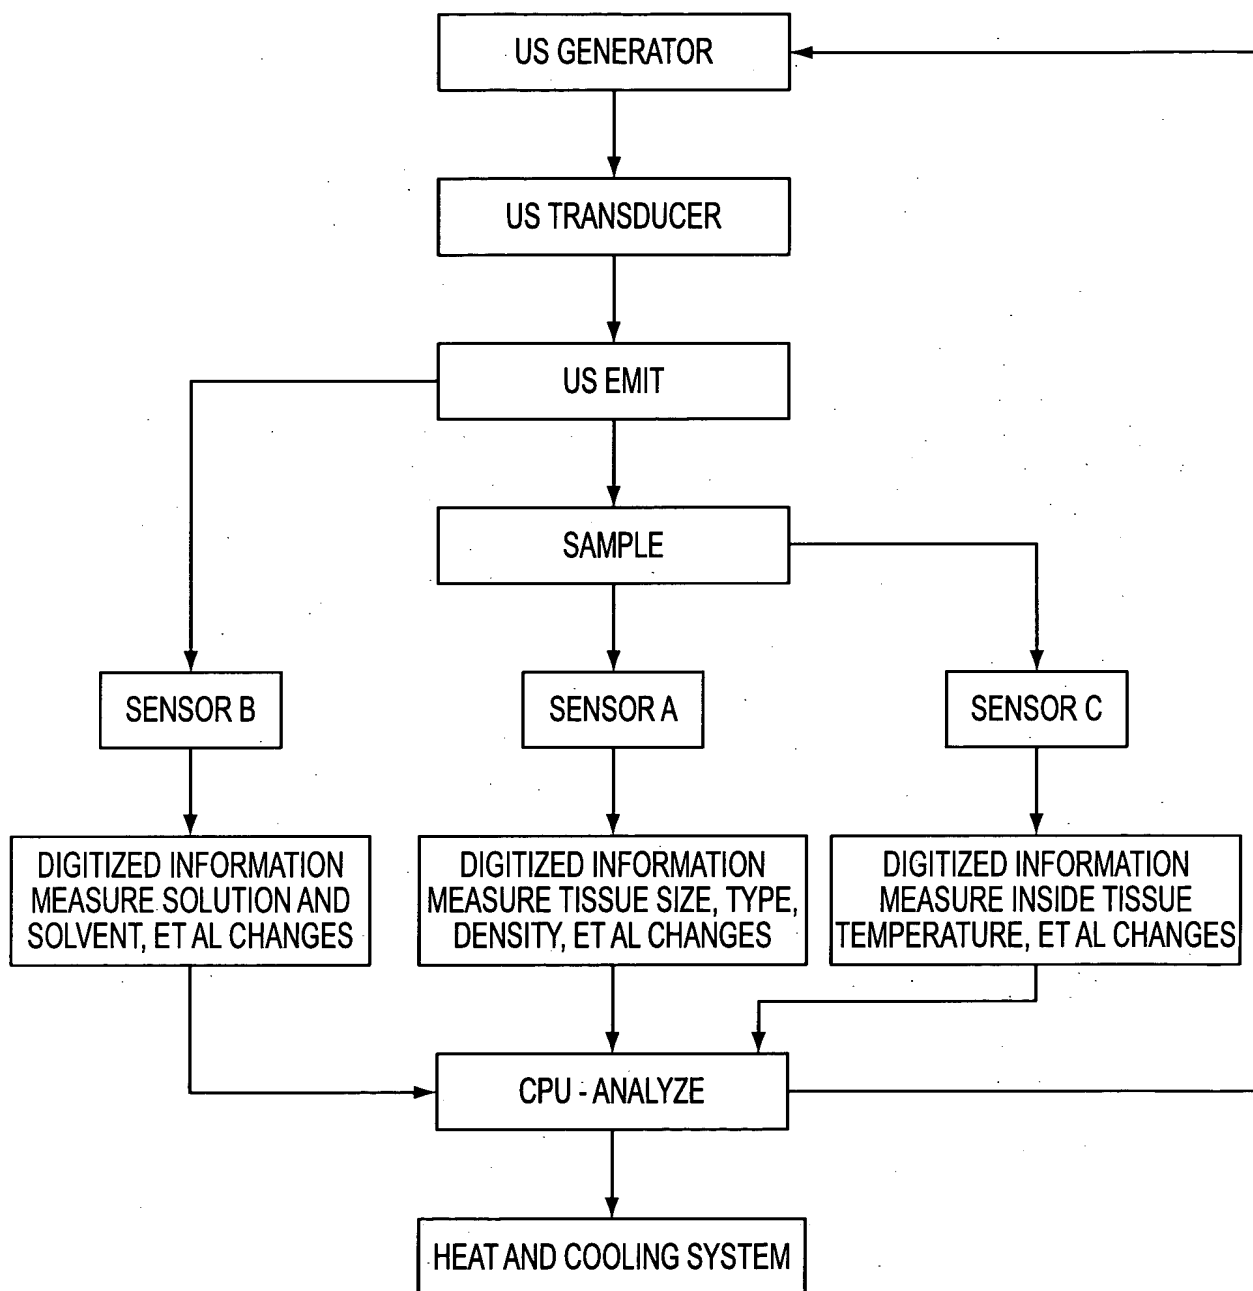 US GENERATOR
US TRANSDUCER
US EMIT
SAMPLE
SENSOR B
SENSOR A
SENSOR C
DIGITIZED INFORMATION
MEASURE SOLUTION AND
SOLVENT, ET AL CHANGES
DIGITIZED INFORMATION
MEASURE TISSUE SIZE, TYPE,
DENSITY, ET AL CHANGES
DIGITIZED INFORMATION
MEASURE INSIDE TISSUE
TEMPERATURE, ET AL CHANGES
CPU - ANALYZE
HEAT AND COOLING SYSTEM